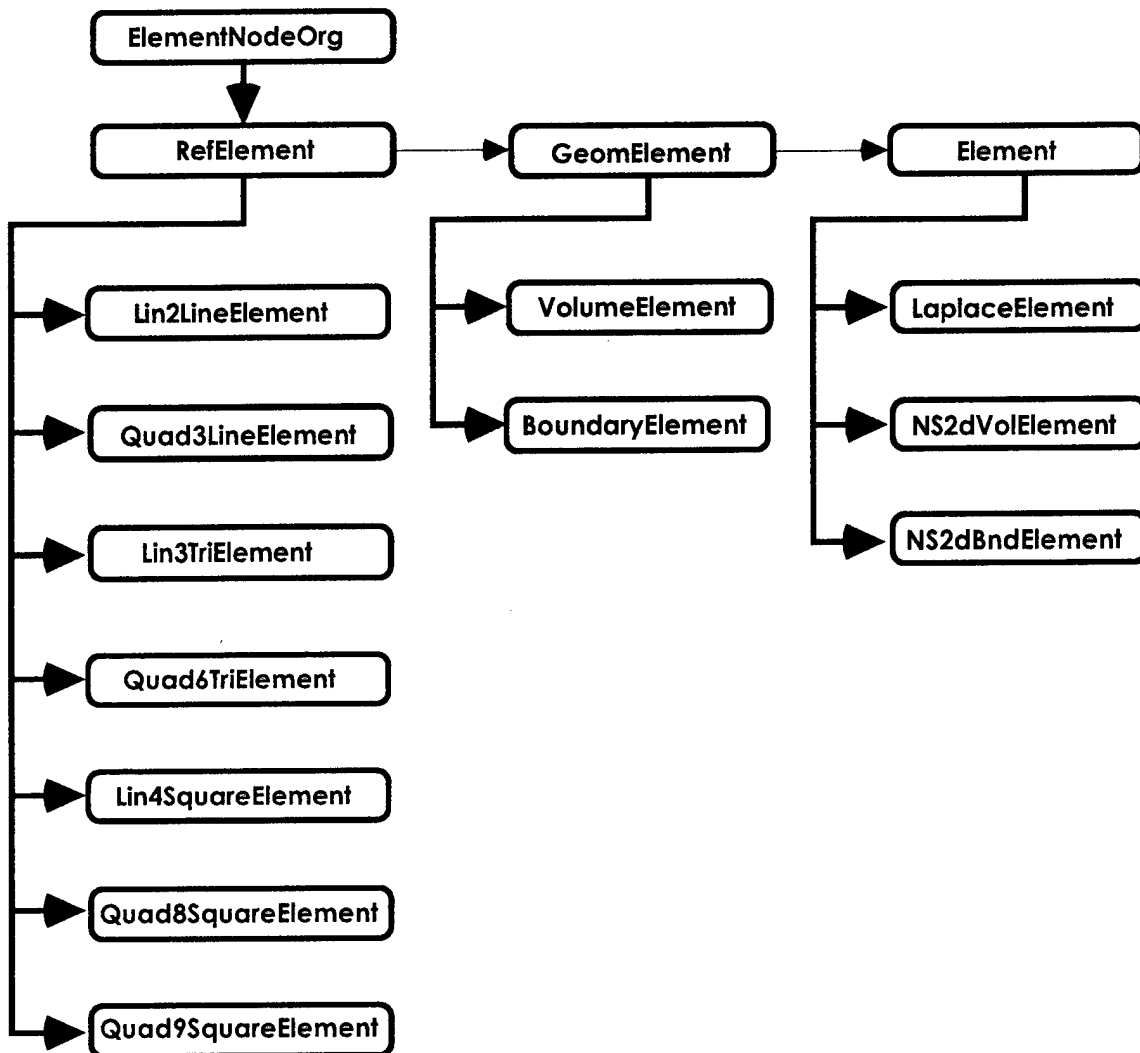 ElementNodeOrg
RefElement
GeomElement
Element
Lin2LineElement
VolumeElement
LaplaceElement
Quad3LineElement
BoundaryElement
NS2dVolElement
Lin3TriElement
NS2dBndElement
Quad6TriElement
Lin4SquareElement
Quad8SquareElement
Quad9SquareElement